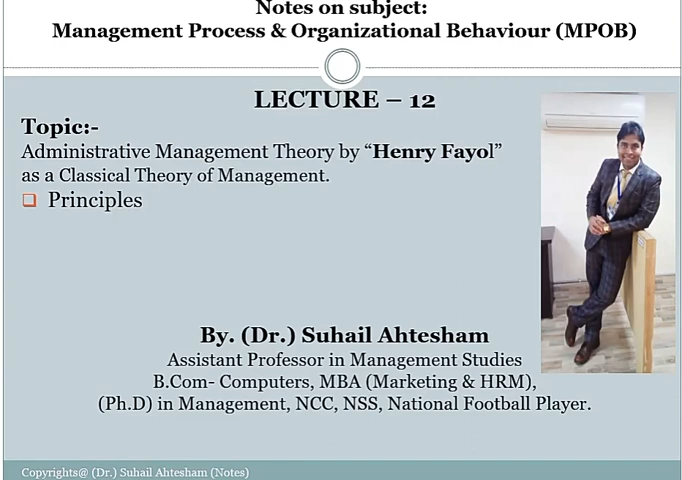 Notes on subject:
Management Process & Organizational Behaviour (MPOB)
LECTURE – 12
Topic:-
Administrative Management Theory by “Henry Fayol”
as a Classical Theory of Management.
Principles
By. (Dr.) Suhail Ahtesham
Assistant Professor in Management Studies
B.Com- Computers, MBA (Marketing & HRM),
(Ph.D) in Management, NCC, NSS, National Football Player.
Copyrights@ (Dr.) Suhail Ahtesham (Notes)